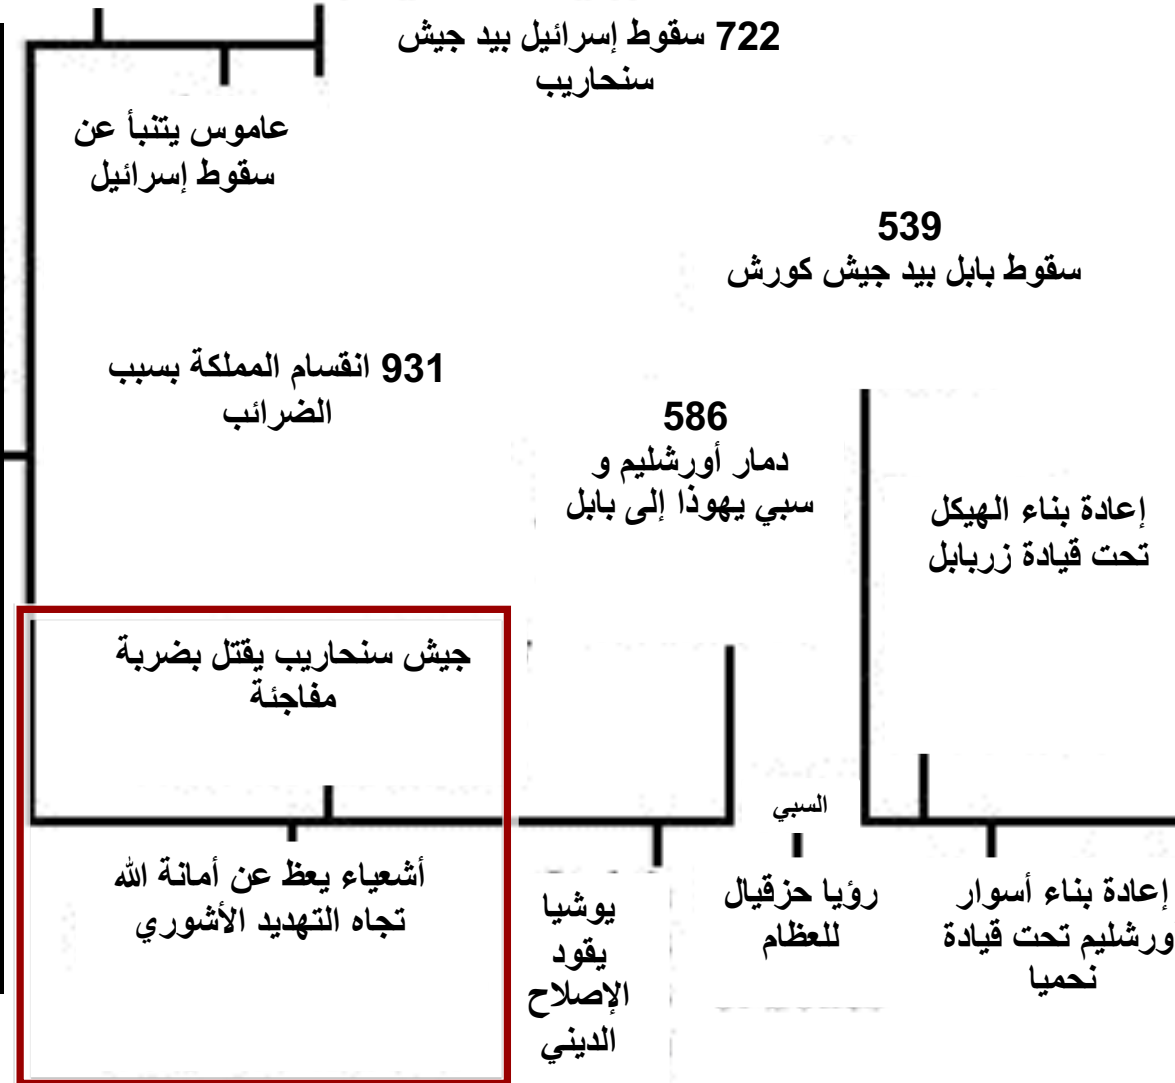 722 سقوط إسرائيل بيد جيش
سنحاريب
عاموس يتنبأ عن
سقوط إسرائيل
539
سقوط بابل بيد جيش كورش
931 انقسام المملكة بسبب
الضرائب
586
دمار أورشليم و
سبي يهوذا إلى بابل
إعادة بناء الهيكل
تحت قيادة زربابل
جيش سنحاريب يقتل بضربة
مفاجئة
السبي
أشعياء يعظ عن أمانة الله
تجاه التهديد الأشوري
يوشيا
يقود
الإصلاح
الديني
رؤيا حزقيال
للعظام
إعادة بناء أسوار
ورشليم تحت قيادة
نحميا